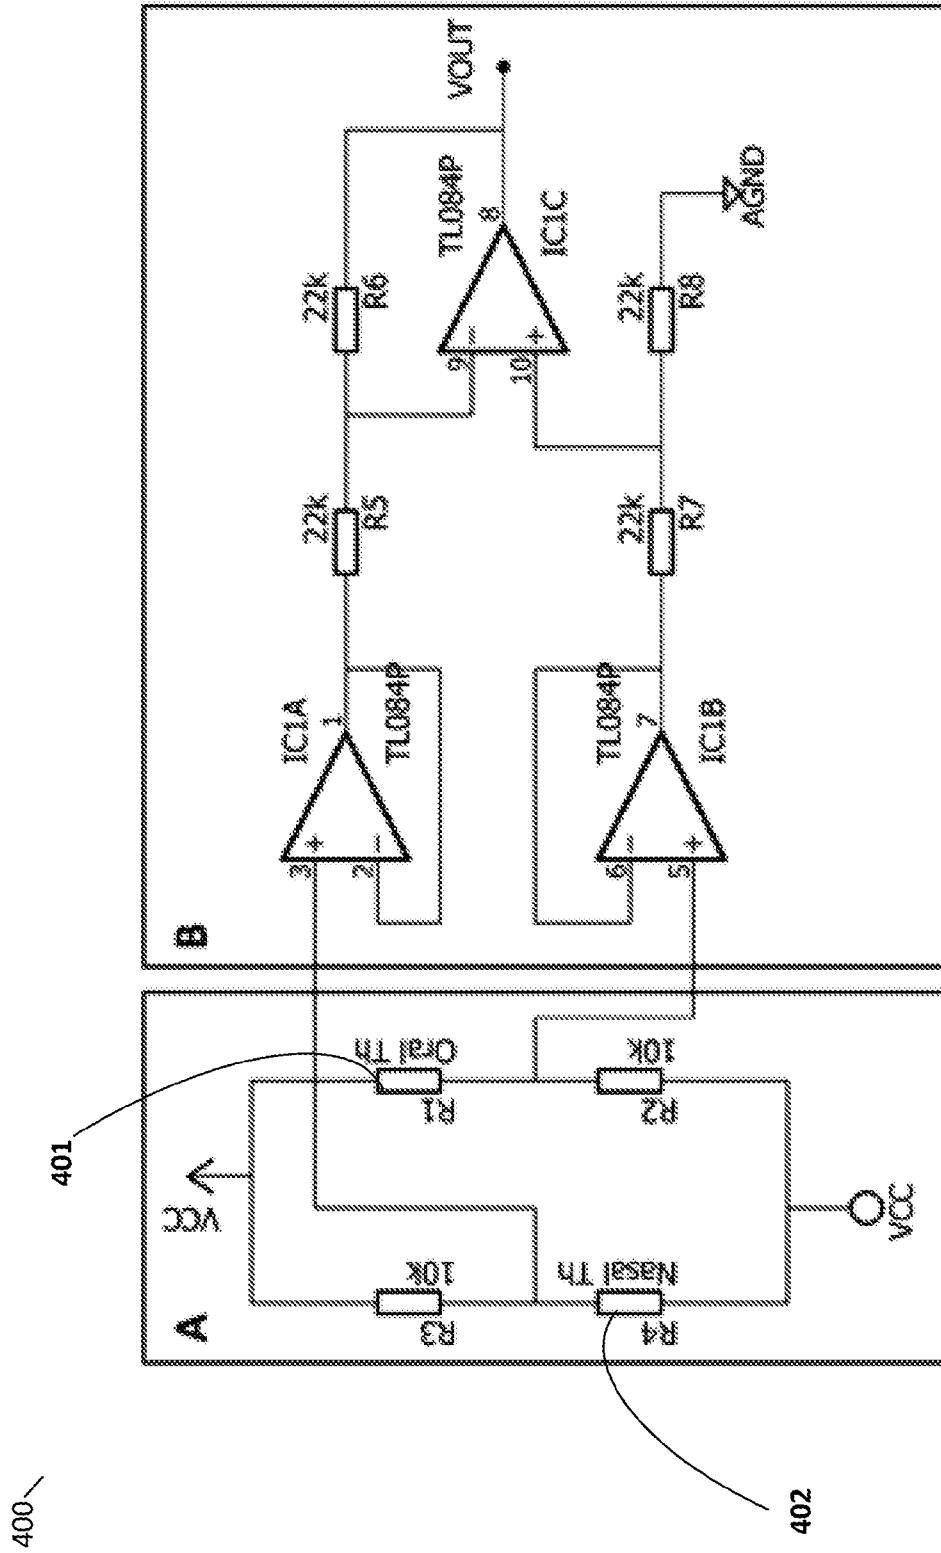 400
A
VCC
R3
10k
R4
Nasal Th
402
401
R1
Oral Th
R2
10k
VCC
B
3
+
2
−
IC1A
1
TL084P
6
−
5
+
TL084P
7
IC1B
22k
R5
22k
R7
22k
R6
9
−
10
+
TL084P
8
IC1C
22k
R8
VOUT
AGND